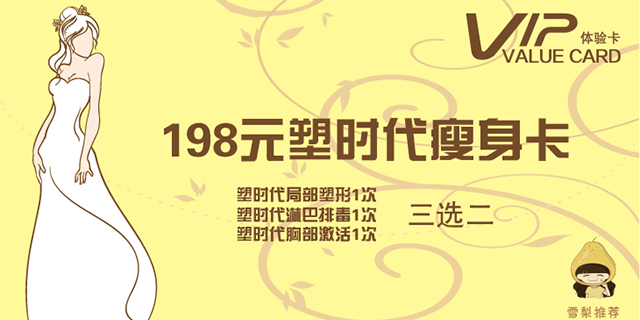 VIP 体验卡
VALUE CARD
198元塑时代瘦身卡
塑时代局部塑形1次
塑时代淋巴排毒1次
塑时代胸部激活1次
三选二
雪梨推荐